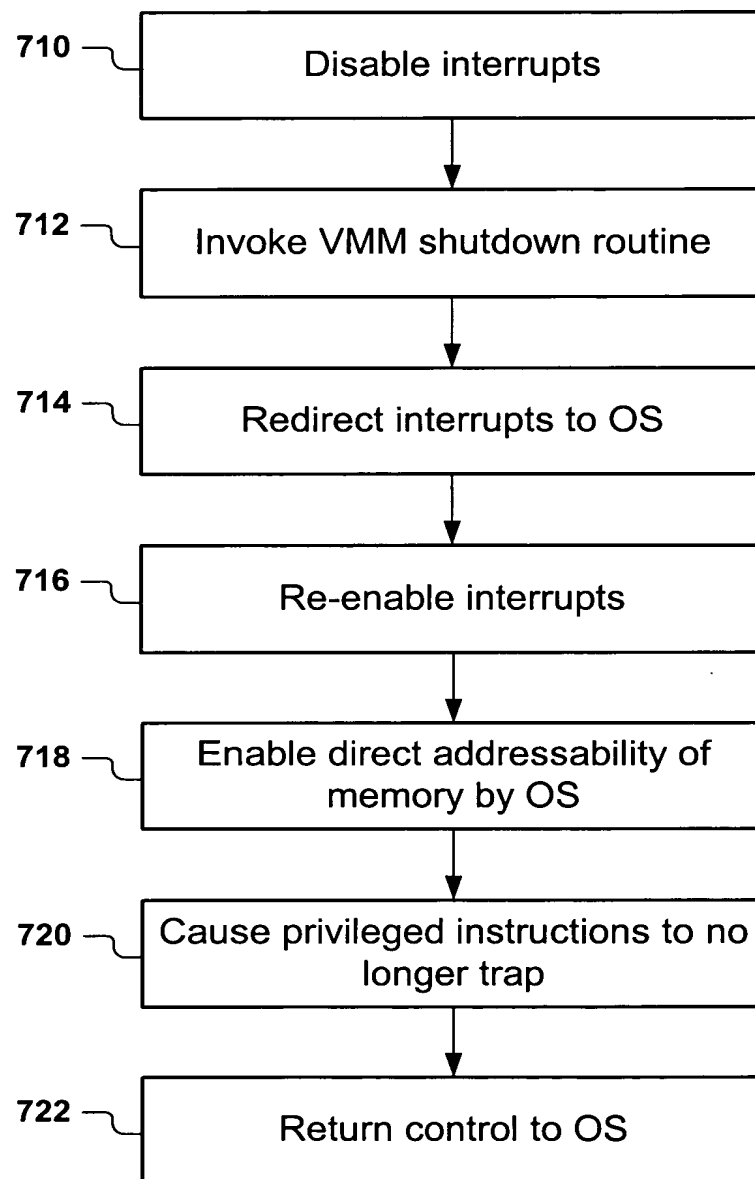 710
Disable interrupts
712
Invoke VMM shutdown routine
714
Redirect interrupts to OS
716
Re-enable interrupts
718
Enable direct addressability of
memory by OS
720
Cause privileged instructions to no
longer trap
722
Return control to OS